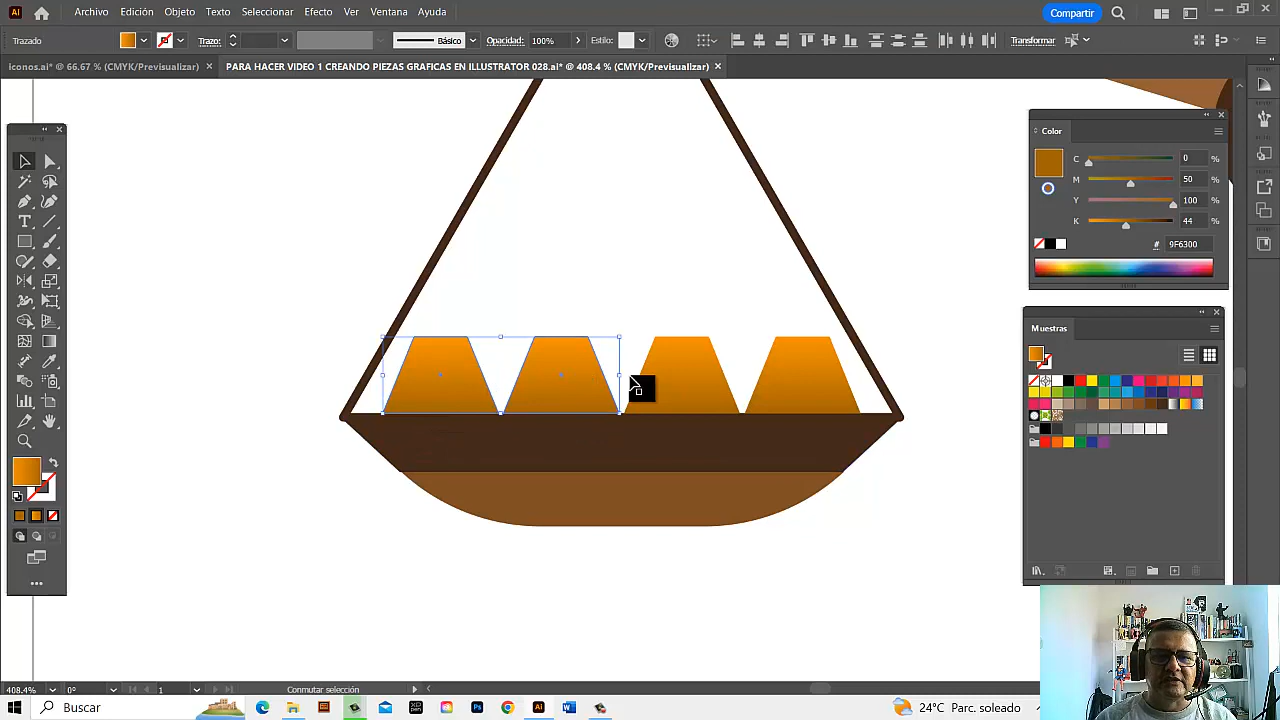 Ai Archivo Edición Objeto Texto Seleccionar Efecto Ver Ventana Ayuda Compartir
Trazado Trazo: Básico Opacidad: 100% Estilo: Transformar
iconos.ai* @ 66.67 % (CMYK/Previsualizar) × PARA HACER VIDEO 1 CREANDO PIEZAS GRAFICAS EN ILLUSTRATOR 028.ai* @ 408.4 % (CMYK/Previsualizar) ×
Color
C 0 %
M 50 %
Y 100 %
K 44 %
# 9F6300
Muestras
408.4% 0° 1 Conmutar selección
Buscar Ai Ps W 24°C Parc. soleado